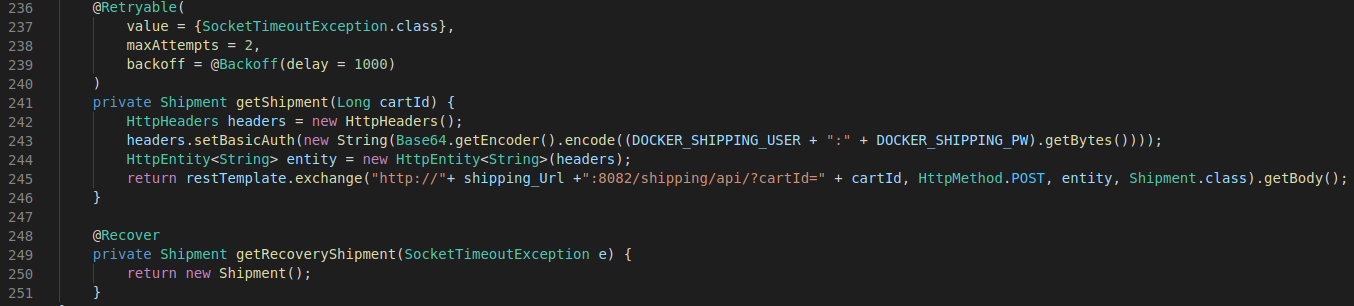 236 @Retryable(
237 value = {SocketTimeoutException.class},
238 maxAttempts = 2,
239 backoff = @Backoff(delay = 1000)
240 )
241 private Shipment getShipment(Long cartId) {
242 HttpHeaders headers = new HttpHeaders();
243 headers.setBasicAuth(new String(Base64.getEncoder().encode((DOCKER_SHIPPING_USER + ":" + DOCKER_SHIPPING_PW).getBytes())));
244 HttpEntity<String> entity = new HttpEntity<String>(headers);
245 return restTemplate.exchange("http://"+ shipping_Url +":8082/shipping/api/?cartId=" + cartId, HttpMethod.POST, entity, Shipment.class).getBody();
246 }
247
248 @Recover
249 private Shipment getRecoveryShipment(SocketTimeoutException e) {
250 return new Shipment();
251 }